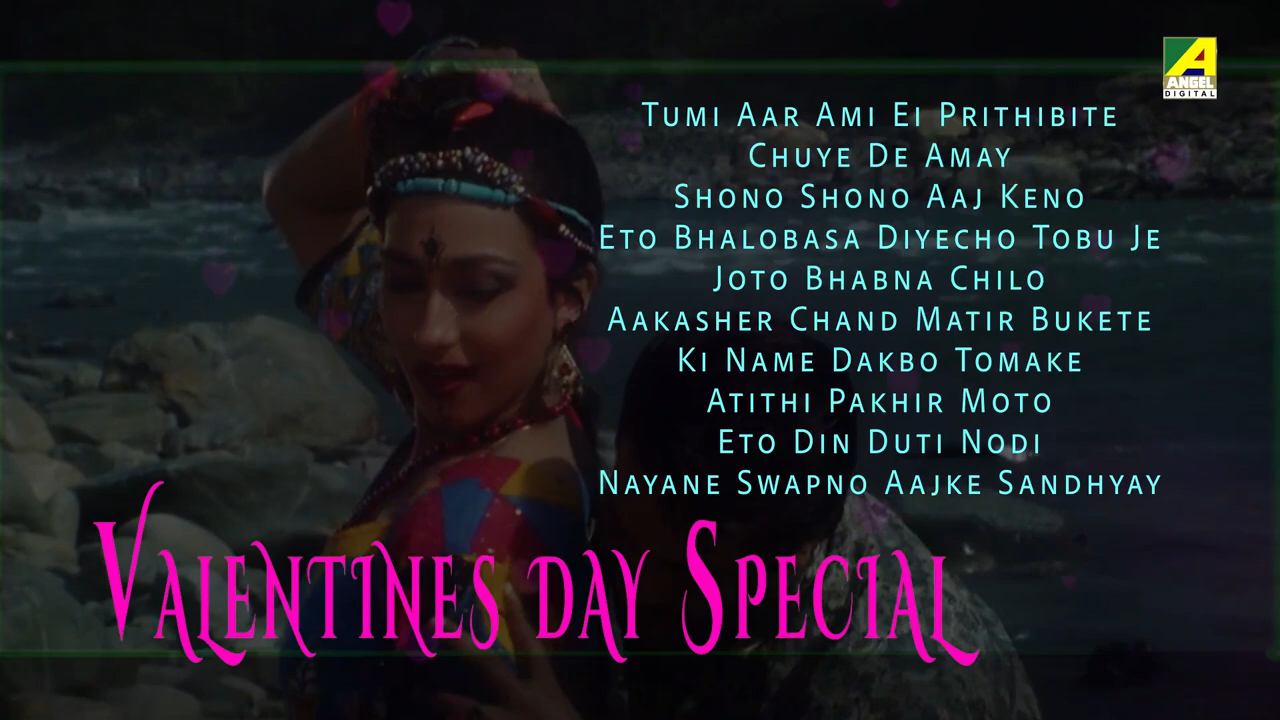 A
ANGEL
DIGITAL
Tumi Aar Ami Ei Prithibite
Chuye De Amay
Shono Shono Aaj Keno
Eto Bhalobasa Diyecho Tobu Je
Joto Bhabna Chilo
Aakasher Chand Matir Bukete
Ki Name Dakbo Tomake
Atithi Pakhir Moto
Eto Din Duti Nodi
Nayane Swapno Aajke Sandhyay
Valentines day Special